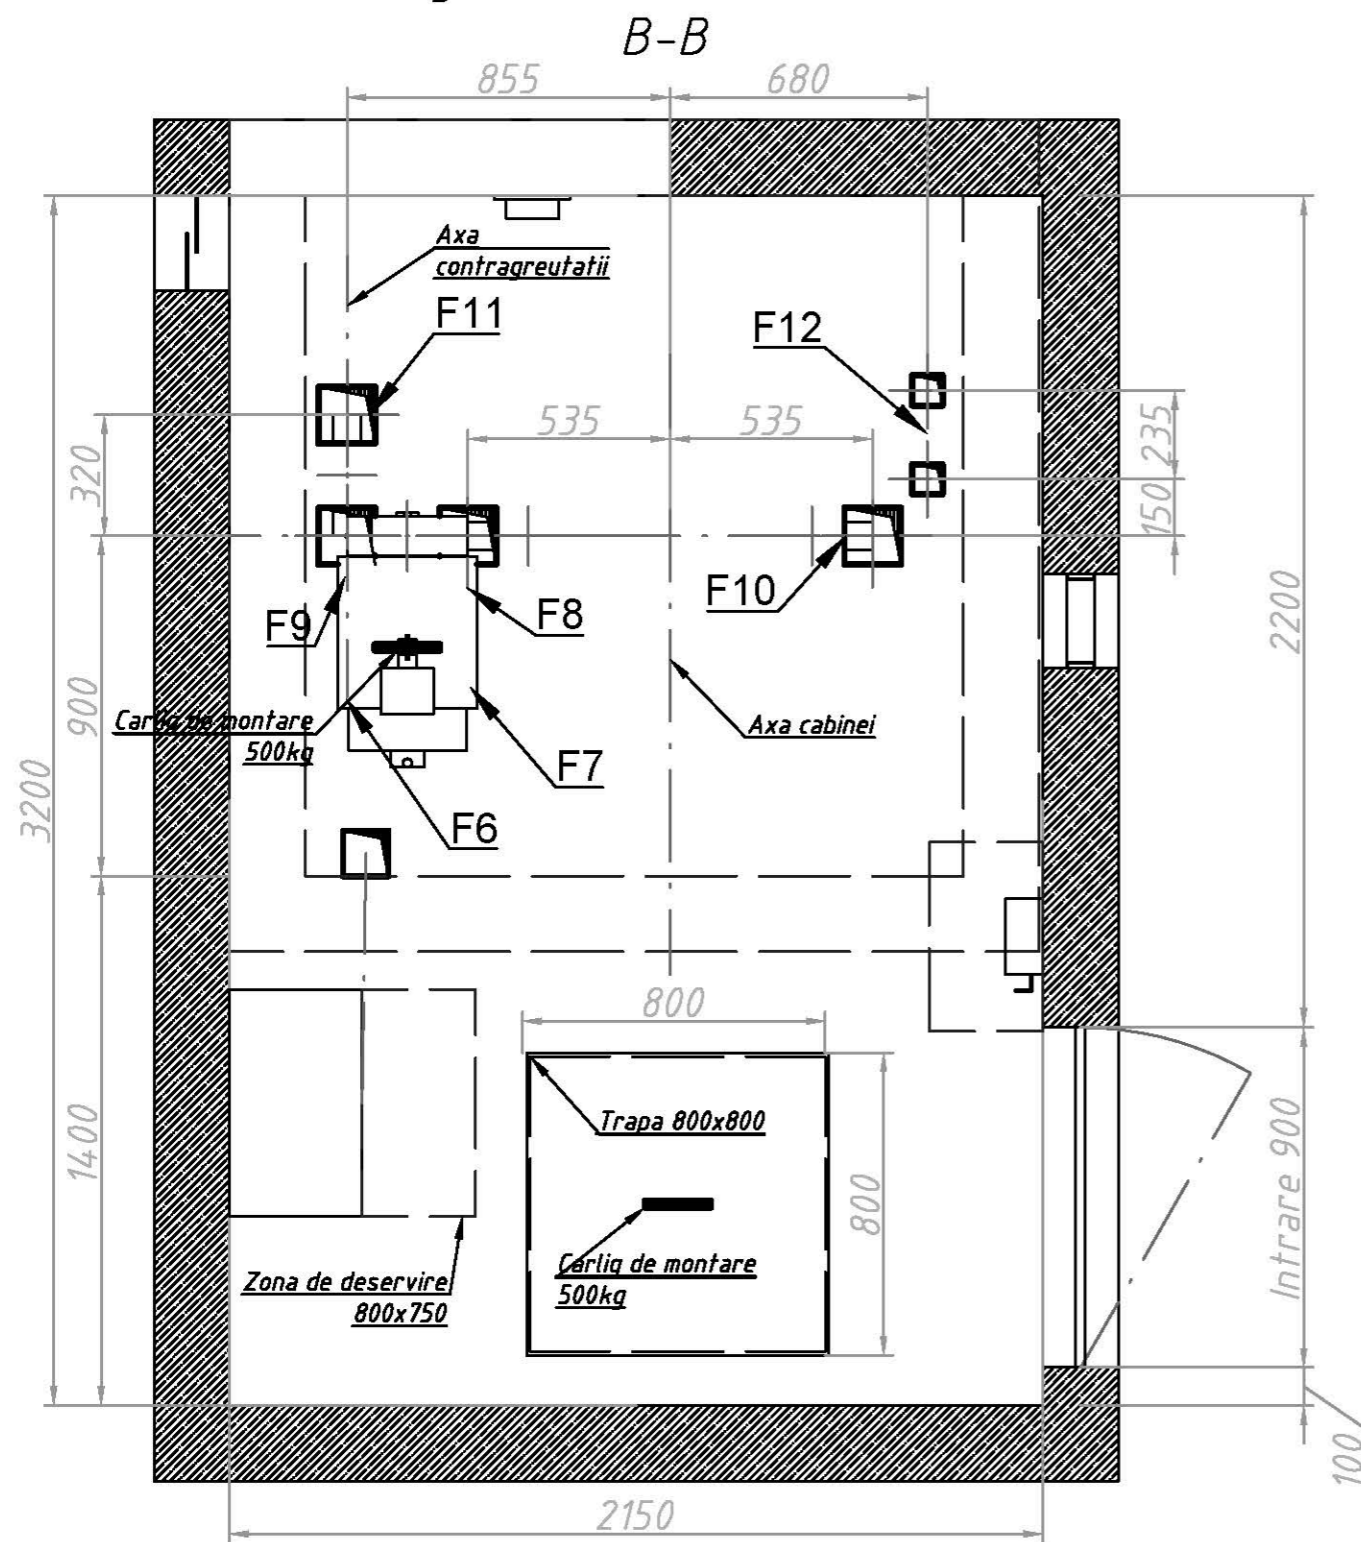 B-B
855
680
Axa
contragreutatii
F11
F12
535
535
235
320
150
F10
F9
F8
2200
900
Carlig de montare
500kg
Axa cabinei
F7
3200
F6
800
Trapa 800x800
1400
800
Intrare 900
Carlig de montare
500kg
Zona de deservire
800x750
100
2150